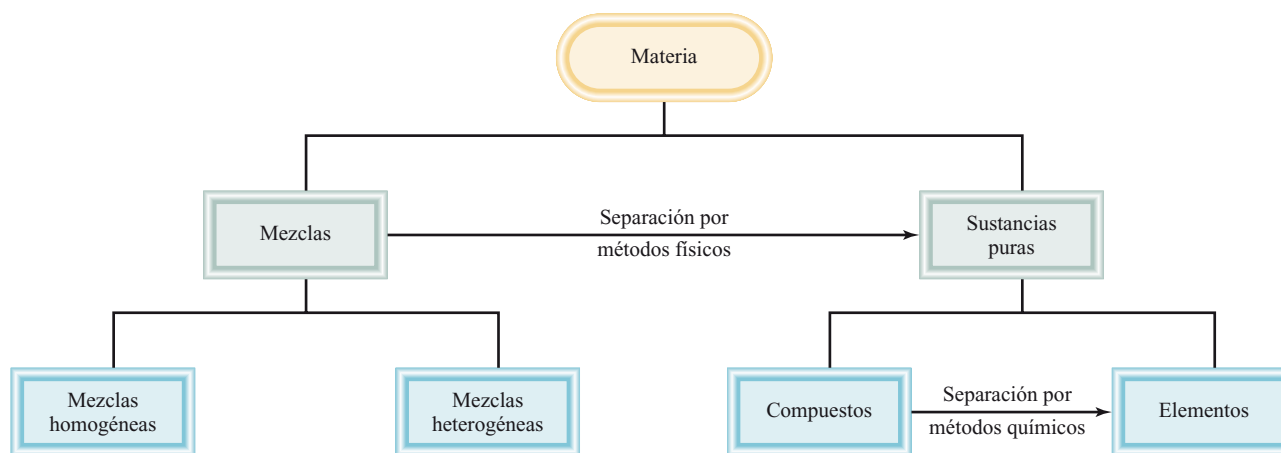 Materia
Mezclas
Separación por
métodos físicos
Sustancias
puras
Mezclas
homogéneas
Mezclas
heterogéneas
Compuestos
Separación por
métodos químicos
Elementos